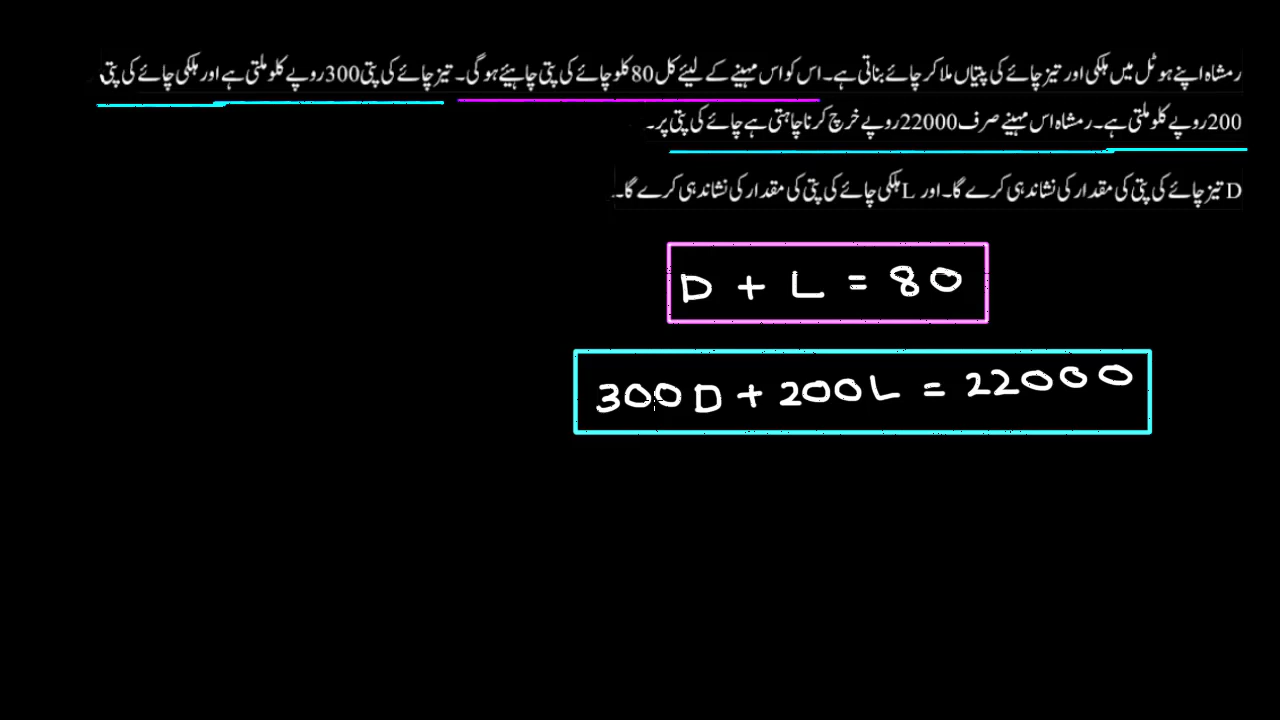 رمشاہ اپنے ہوٹل میں ہلکی اور تیز چائے کی پتیاں ملا کر چائے بناتی ہے۔ اس کو اس مہینے کے لیئے کل 80 کلو چائے کی پتی چاہیئے ہوگی۔ تیز چائے کی پتی 300 روپے کلو ملتی ہے اور ہلکی چائے کی پتی
200 روپے کلو ملتی ہے۔ رمشاہ اس مہینے صرف 22000 روپے خرچ کرنا چاہتی ہے چائے کی پتی پر۔
D تیز چائے کی پتی کی مقدار کی نشاندہی کرے گا۔ اور L ہلکی چائے کی پتی کی مقدار کی نشاندہی کرے گا۔
D + L = 80
300D + 200L = 22000